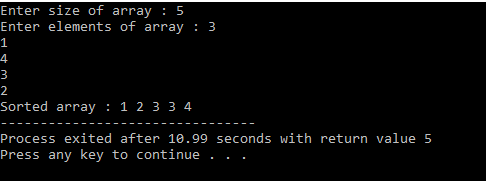 Enter size of array : 5
Enter elements of array : 3
1
4
3
2
Sorted array : 1 2 3 3 4
--------------------------------
Process exited after 10.99 seconds with return value 5
Press any key to continue . . .